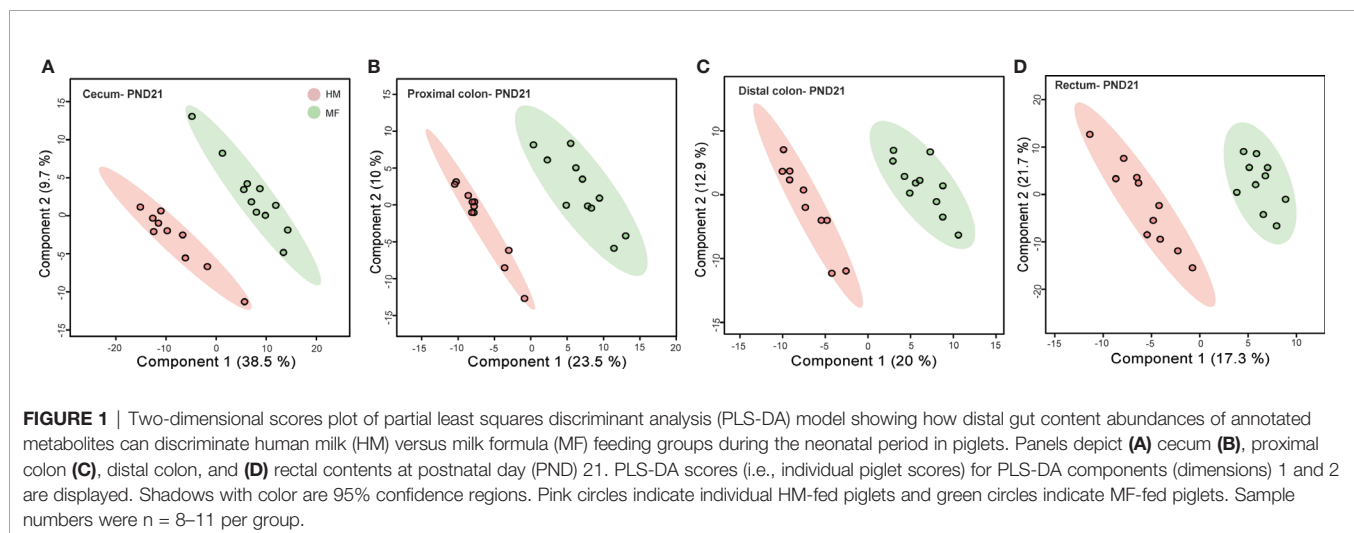 A
Cecum- PND21
HM
MF
Component 2 (9.7 %)
15
10
5
0
-5
-10
-15
-20
-10
0
10
20
Component 1 (38.5 %)
B
Proximal colon- PND21
Component 2 (10 %)
15
10
5
0
-5
-10
-15
-15
-10
-5
0
5
10
15
20
Component 1 (23.5 %)
C
Distal colon- PND21
Component 2 (12.9 %)
10
0
-10
-15
-15
-10
-5
0
5
10
15
Component 1 (20 %)
D
Rectum- PND21
Component 2 (21.7 %)
20
10
0
-10
-20
-15
-10
-5
0
5
10
Component 1 (17.3 %)
FIGURE 1 | Two-dimensional scores plot of partial least squares discriminant analysis (PLS-DA) model showing how distal gut content abundances of annotated
metabolites can discriminate human milk (HM) versus milk formula (MF) feeding groups during the neonatal period in piglets. Panels depict (A) cecum (B), proximal
colon (C), distal colon, and (D) rectal contents at postnatal day (PND) 21. PLS-DA scores (i.e., individual piglet scores) for PLS-DA components (dimensions) 1 and 2
are displayed. Shadows with color are 95% confidence regions. Pink circles indicate individual HM-fed piglets and green circles indicate MF-fed piglets. Sample
numbers were n = 8–11 per group.